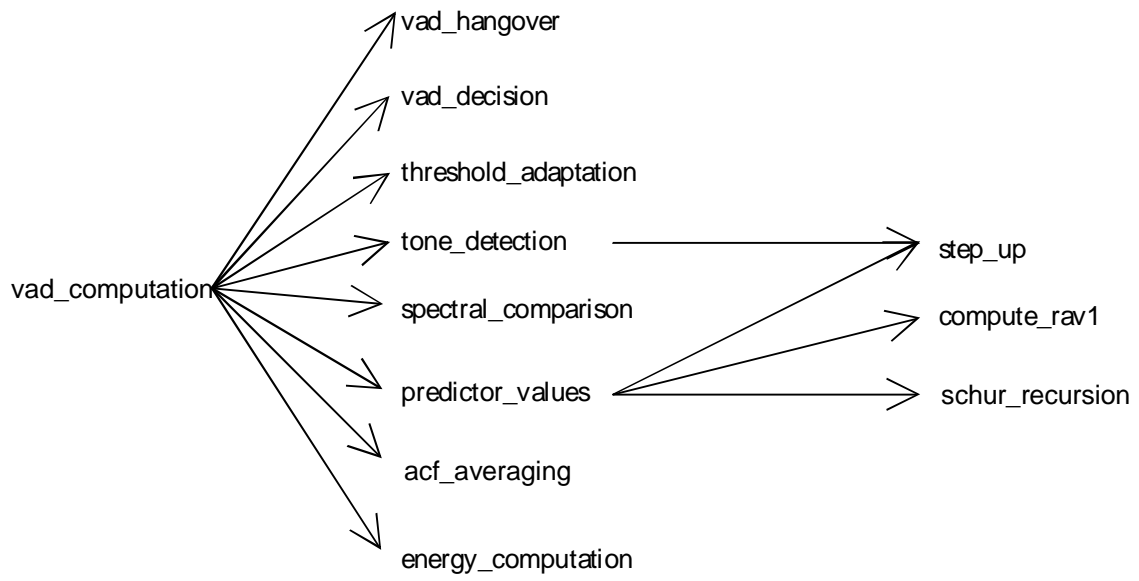 vad_hangover
vad_decision
threshold_adaptation
tone_detection
step_up
vad_computation
spectral_comparison
compute_rav1
predictor_values
schur_recursion
acf_averaging
energy_computation